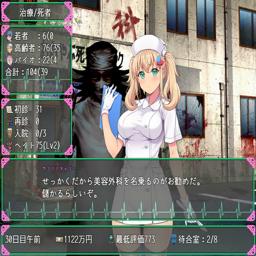 治療/死者
若者　：6(0
高齢者：76(35
バイオ：22(4
合計：104(39
初診　31
再診　0
入院　0/3
ヘイト75(Lv2)
科
死
ク
せっかくだから美容外科を名乗るのがお勧めだ。
儲かるらしいぞ。
30日目午前
1122万円
最低評価773
待合室：2/8